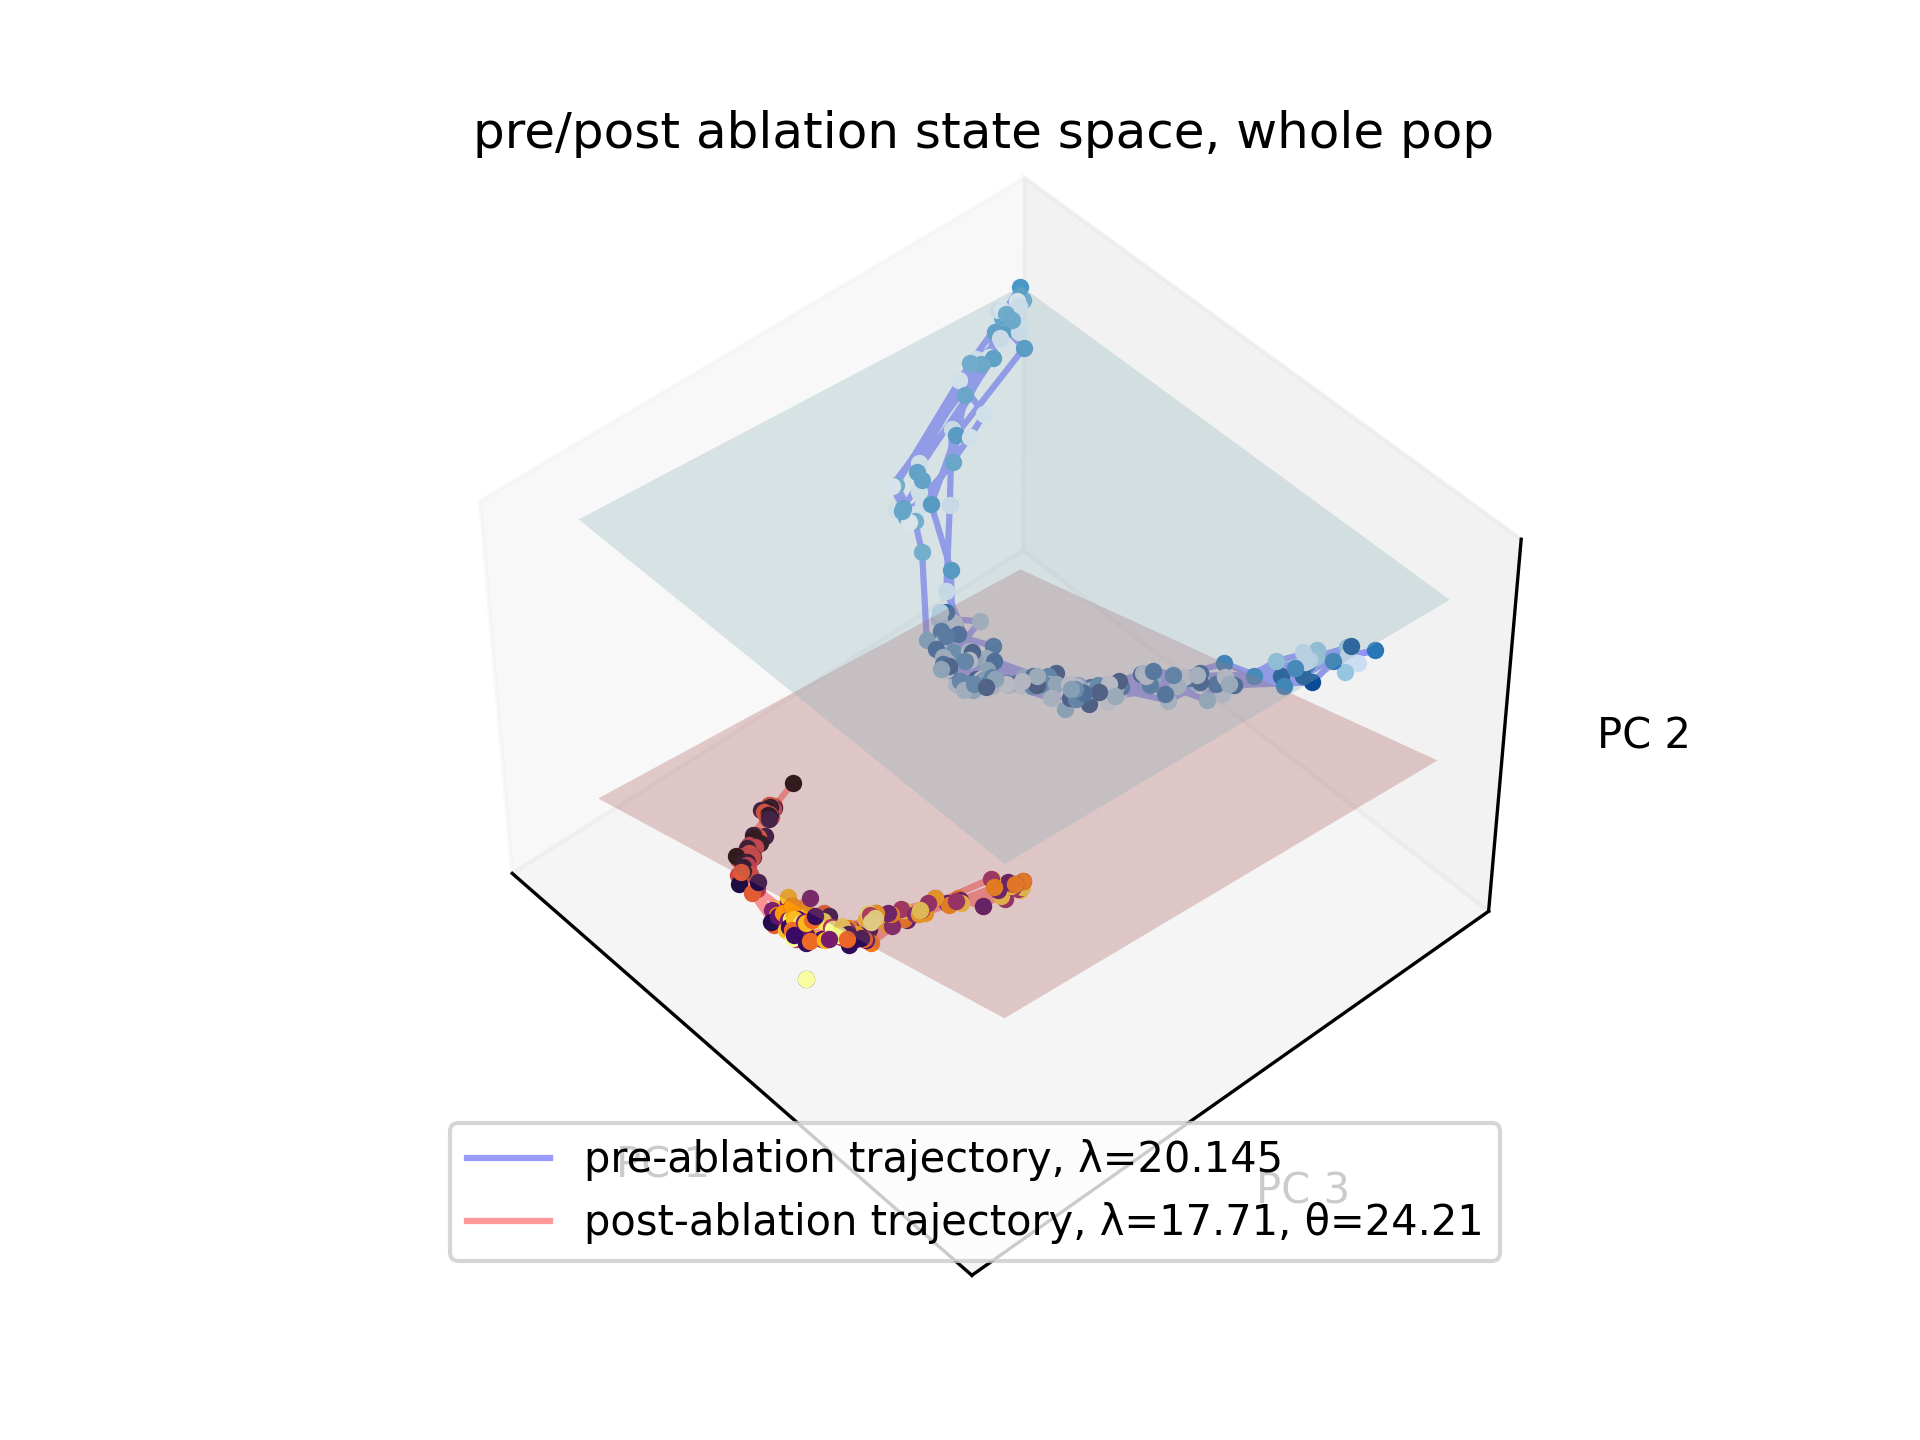 pre/post ablation state space, whole pop
PC 2
PC 1
pre-ablation trajectory, λ=20.145
PC 3
post-ablation trajectory, λ=17.71, θ=24.21